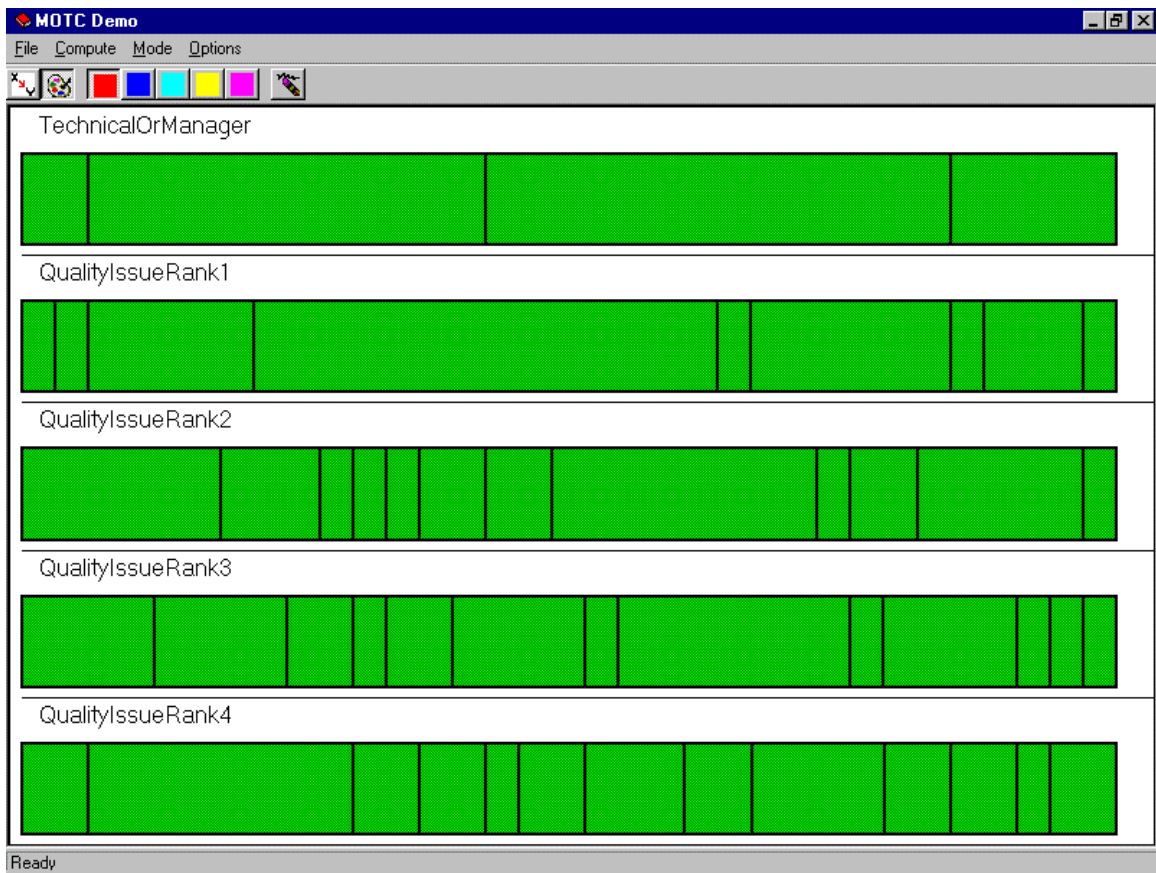 MOTC Demo
File Compute Mode Options
X Y
TechnicalOrManager
QualityIssueRank1
QualityIssueRank2
QualityIssueRank3
QualityIssueRank4
Ready